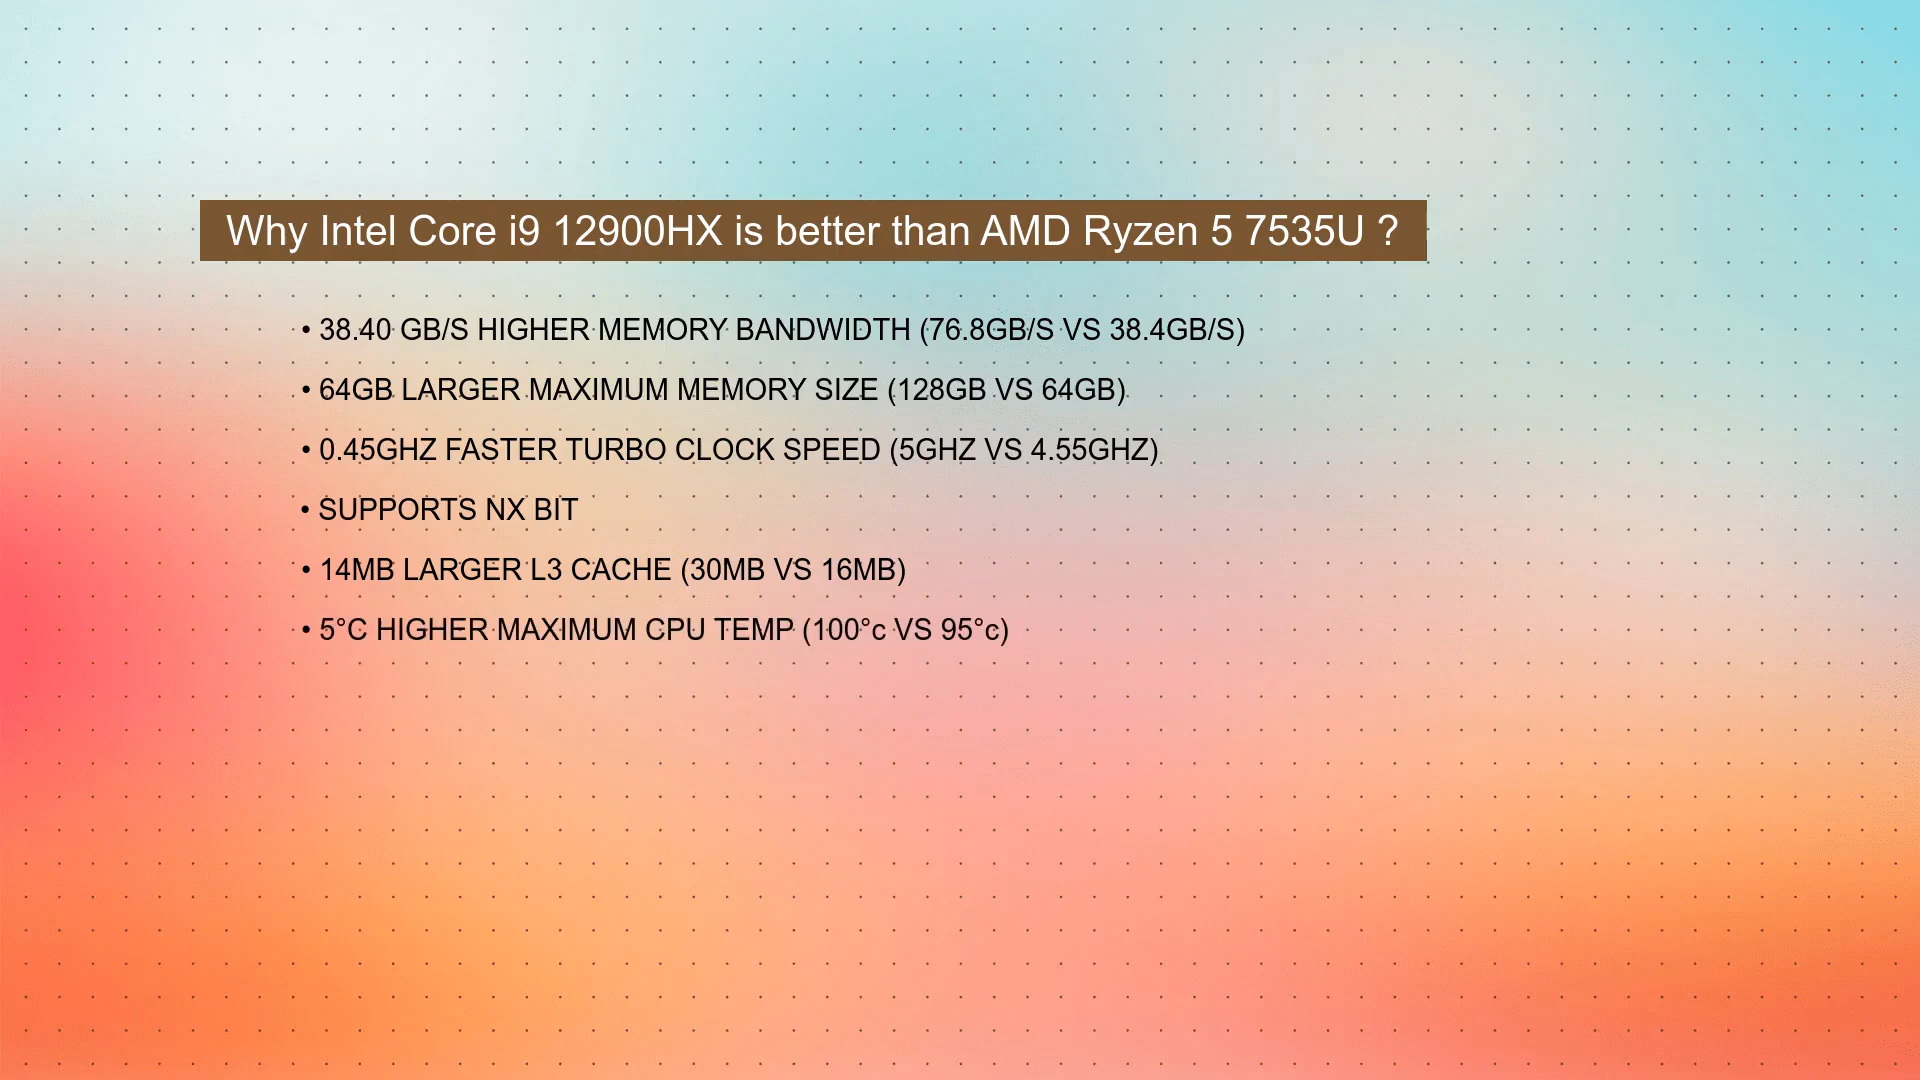 Why Intel Core i9 12900HX is better than AMD Ryzen 5 7535U ?
• 38.40 GB/S HIGHER MEMORY BANDWIDTH (76.8GB/S VS 38.4GB/S)
• 64GB LARGER MAXIMUM MEMORY SIZE (128GB VS 64GB)
• 0.45GHZ FASTER TURBO CLOCK SPEED (5GHZ VS 4.55GHZ)
• SUPPORTS NX BIT
• 14MB LARGER L3 CACHE (30MB VS 16MB)
• 5°C HIGHER MAXIMUM CPU TEMP (100°c VS 95°c)